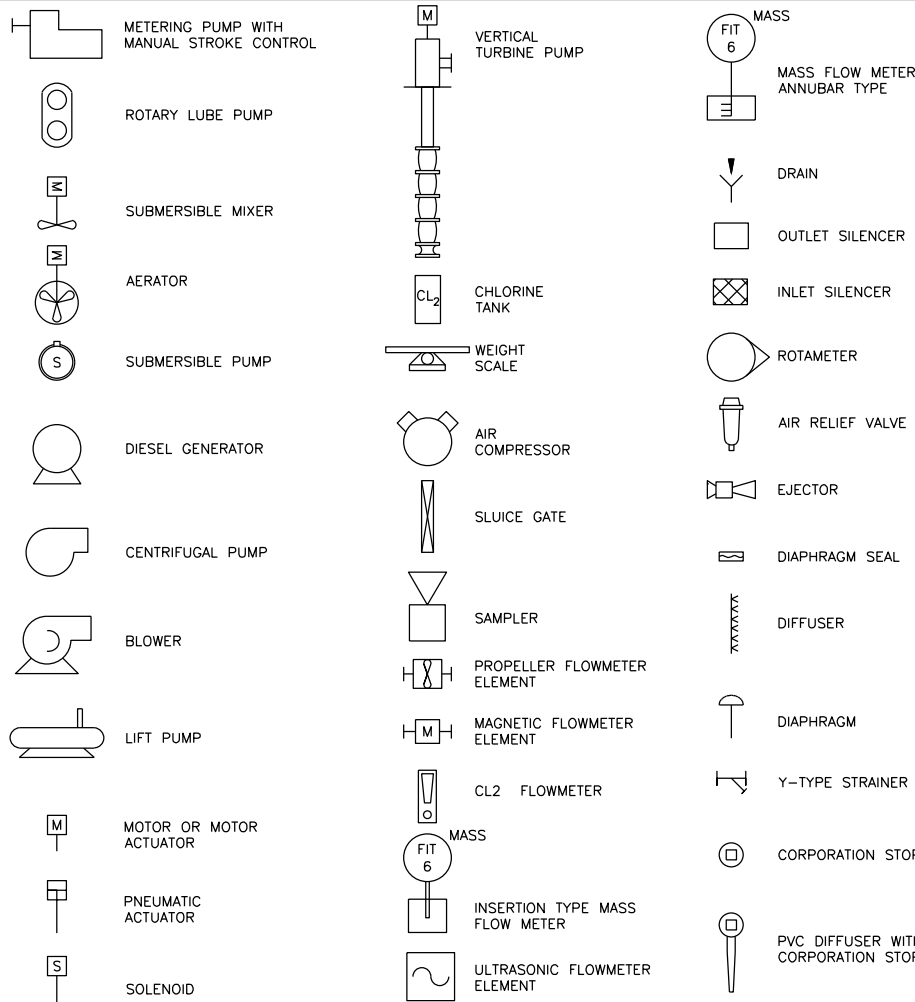 METERING PUMP WITH
MANUAL STROKE CONTROL
ROTARY LUBE PUMP
M
SUBMERSIBLE MIXER
M
AERATOR
S
SUBMERSIBLE PUMP
DIESEL GENERATOR
CENTRIFUGAL PUMP
BLOWER
LIFT PUMP
M
MOTOR OR MOTOR
ACTUATOR
PNEUMATIC
ACTUATOR
S
SOLENOID
M
VERTICAL
TURBINE PUMP
CL2
CHLORINE
TANK
WEIGHT
SCALE
AIR
COMPRESSOR
SLUICE GATE
SAMPLER
PROPELLER FLOWMETER
ELEMENT
M
MAGNETIC FLOWMETER
ELEMENT
CL2 FLOWMETER
MASS
FIT
6
INSERTION TYPE MASS
FLOW METER
ULTRASONIC FLOWMETER
ELEMENT
MASS
FIT
6
MASS FLOW METER
ANNUBAR TYPE
DRAIN
OUTLET SILENCER
INLET SILENCER
ROTAMETER
AIR RELIEF VALVE
EJECTOR
DIAPHRAGM SEAL
DIFFUSER
DIAPHRAGM
Y-TYPE STRAINER
CORPORATION STOP
PVC DIFFUSER WITH
CORPORATION STOP